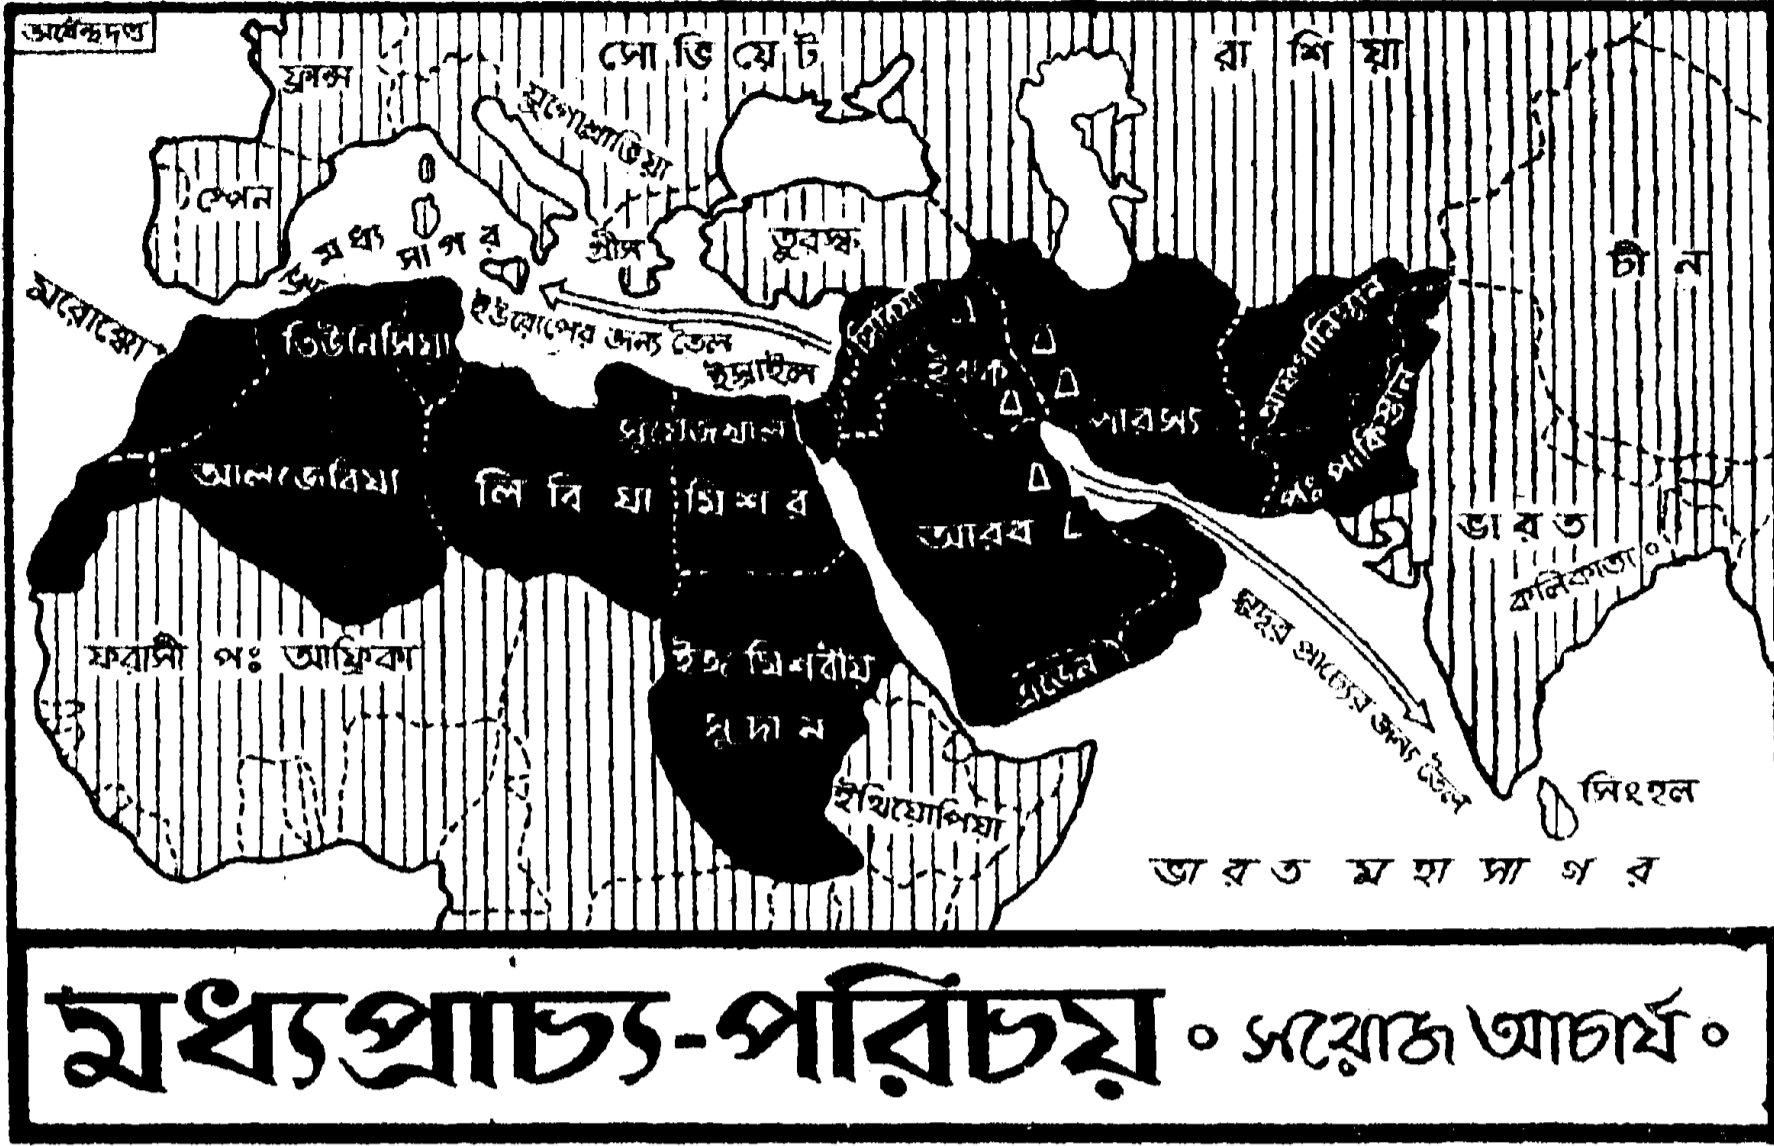 অর্ধেন্দু দত্ত
সোভিয়েট রাশিয়া
ফ্রান্স
যুগোশ্লাভিয়া
স্পেন
মধ্য সাগর
গ্রীস
তুরস্ক
চীন
মরোক্কো
তিউনিসিয়া
ইউরোপের জন্য তৈল
ইস্রাইল
সিরিয়া
ইরাক
আফগানিস্থান
সুয়েজখাল
পারস্য
আলজেরিয়া
লিবিয়া
মিশর
আরব
পঃ পাকিস্তান
ভারত
কলিকাতা
ফরাসী পঃ আফ্রিকা
ইঙ্গ মিশরীয়
সুদান
এডেন
সুদূর প্রাচ্যের জন্য তৈল
ইথিয়োপিয়া
সিংহল
ভারত মহাসাগর
মধ্যপ্রাচ্য-পরিচয় ॰ সরোজ আচার্য ॰